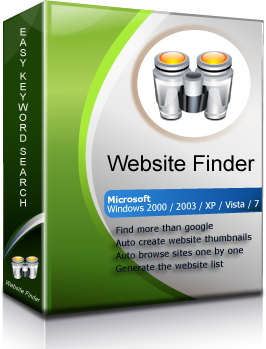 EASY KEYWORD SEARCH
Website Finder
Website Finder
Microsoft
Windows 2000 / 2003 / XP / Vista / 7
Find more than google
Auto create website thumbnails
Auto browse sites one by one
Generate the website list